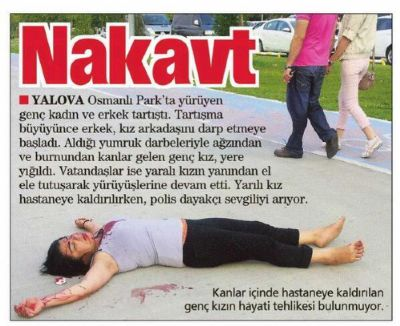 Nakavt
■ YALOVA Osmanlı Park'ta yürüyen
genç kadın ve erkek tartıştı. Tartışma
büyüyünce erkek, kız arkadaşını darp etmeye
başladı. Aldığı yumruk darbeleriyle ağzından
ve burnundan kanlar gelen genç kız, yere
yığıldı. Vatandaşlar ise yaralı kızın yanından el
ele tutuşarak yürüyüşlerine devam etti. Yarılı kız
hastaneye kaldırılırken, polis dayakçı sevgiliyi arıyor.
Kanlar içinde hastaneye kaldırılan
genç kızın hayati tehlikesi bulunmuyor.